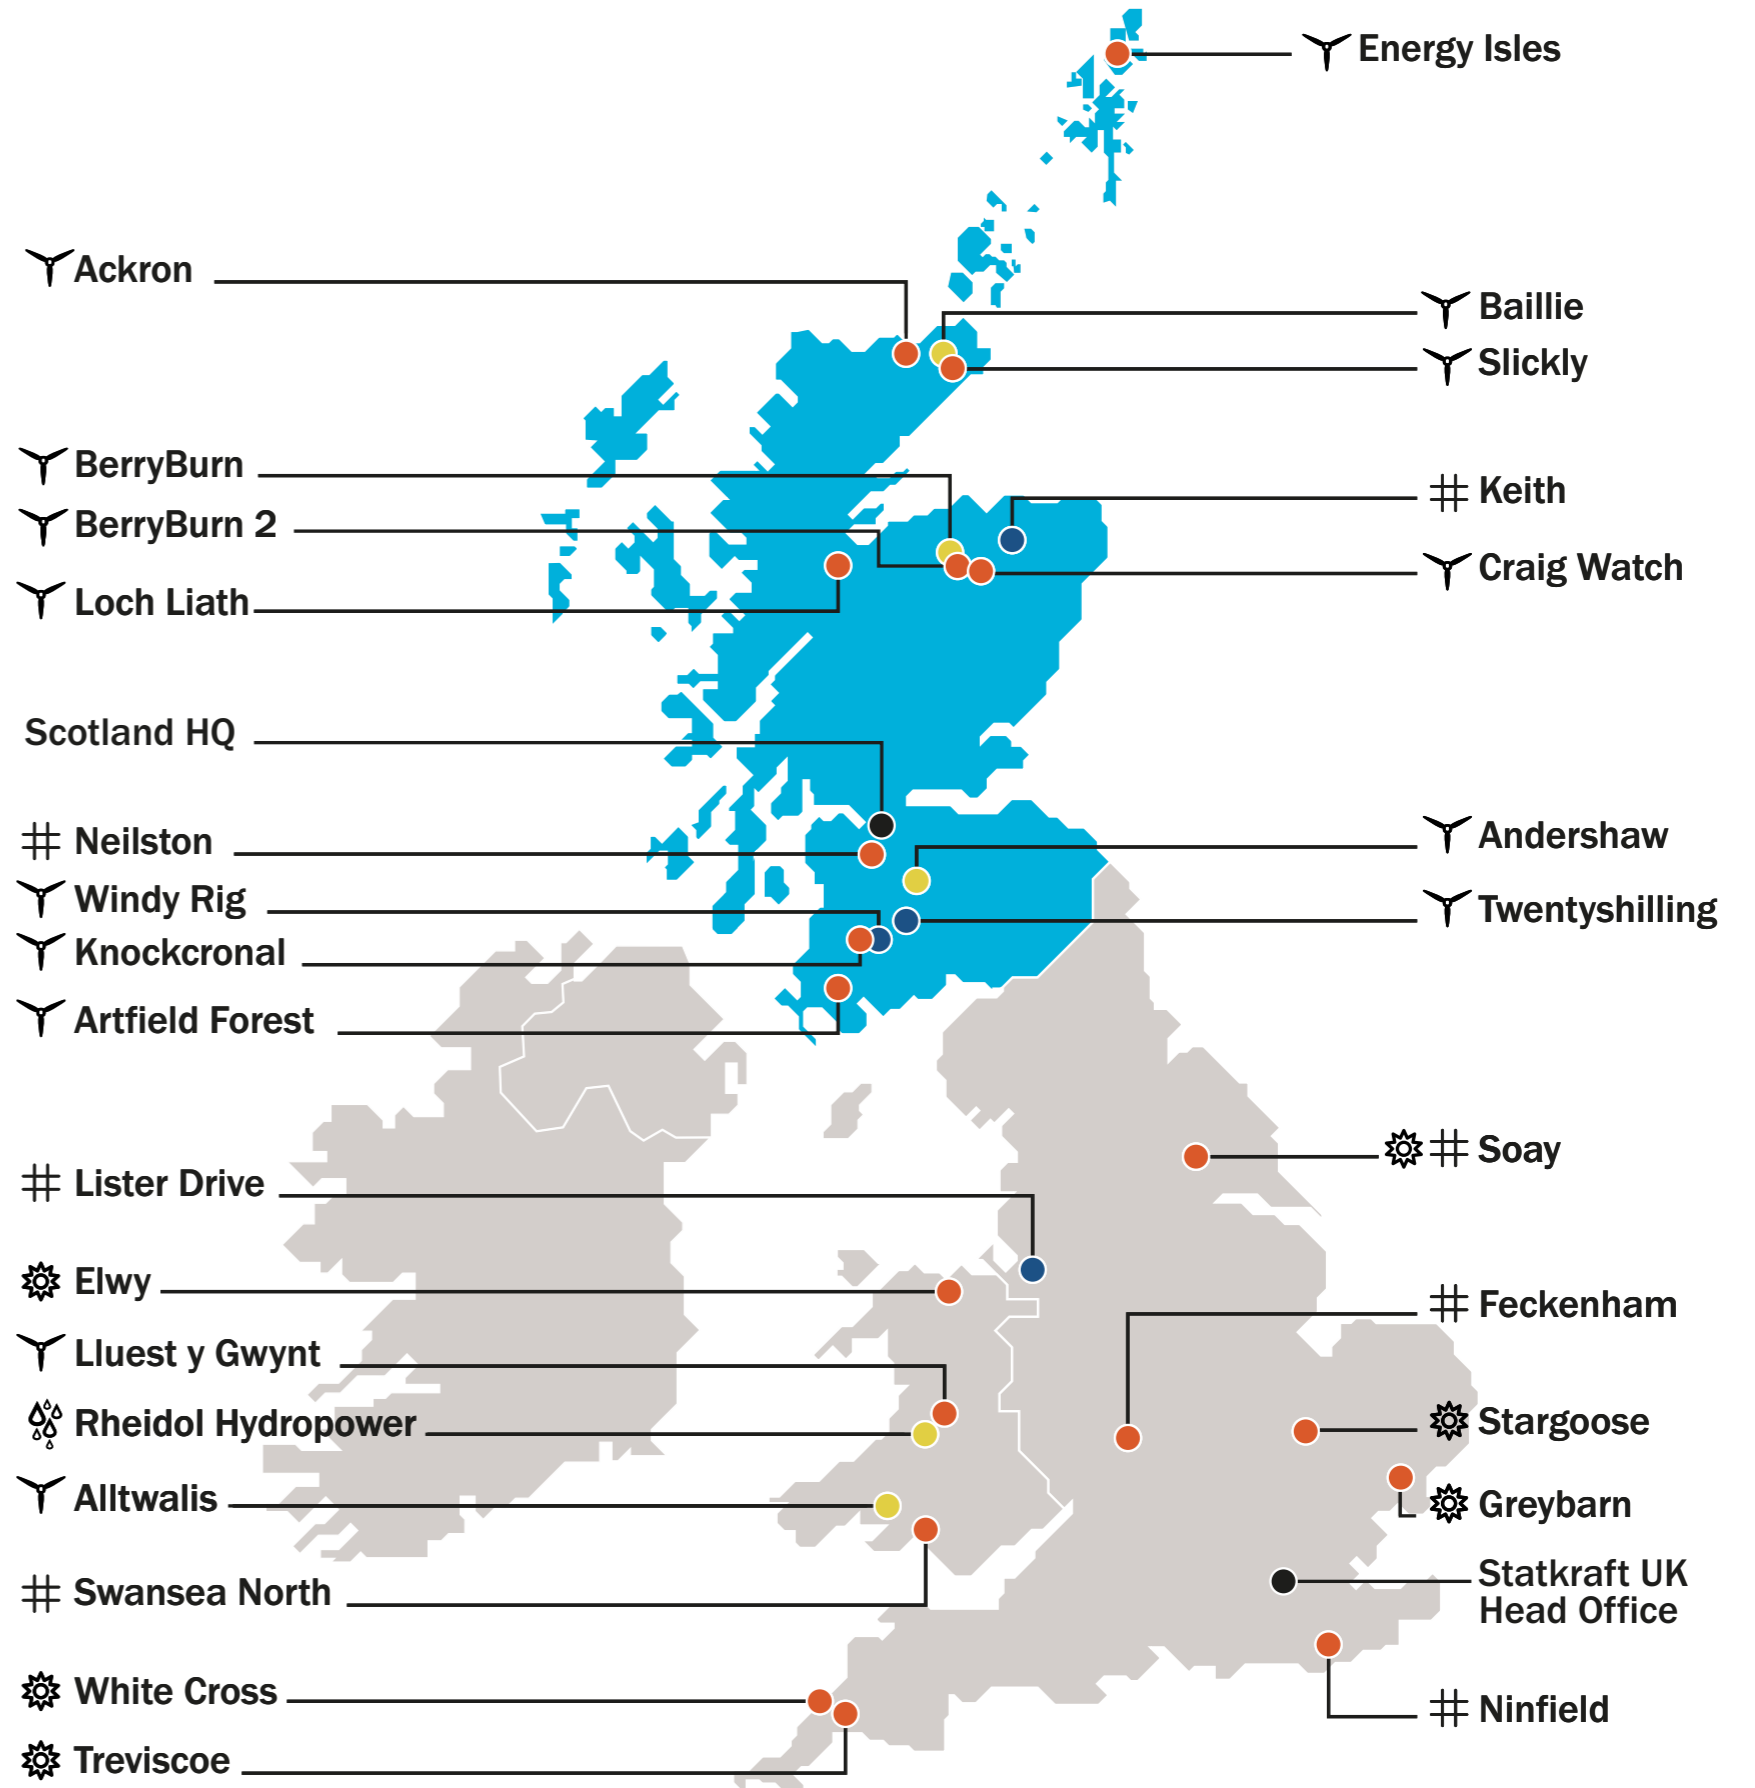 Energy Isles
Ackron
Baillie
Slickly
BerryBurn
Keith
BerryBurn 2
Craig Watch
Loch Liath
Scotland HQ
Neilston
Andershaw
Windy Rig
Twentyshilling
Knockcronal
Artfield Forest
Soay
Lister Drive
Elwy
Feckenham
Lluest y Gwynt
Rheidol Hydropower
Stargoose
Alltwalis
Greybarn
Statkraft UK
Head Office
Swansea North
White Cross
Ninfield
Treviscoe